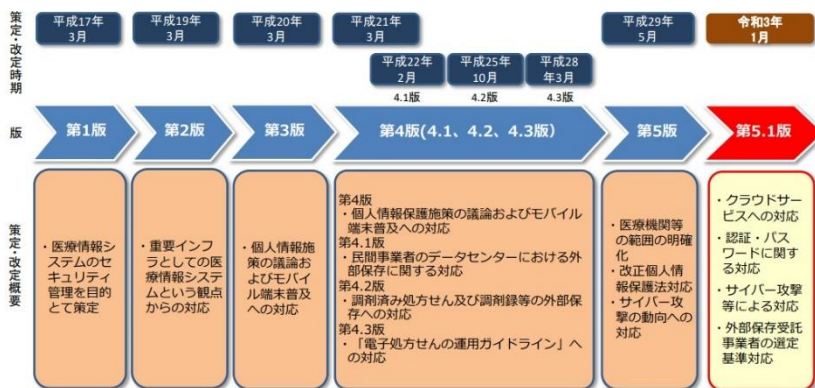 策定・改定時期
平成17年
3月
平成19年
3月
平成20年
3月
平成21年
3月
平成22年
2月
4.1版
平成25年
10月
4.2版
平成28
年3月
4.3版
平成29年
5月
令和3年
1月
版
第1版
第2版
第3版
第4版(4.1、4.2、4.3版)
第5版
第5.1版
策定・改定概要
・医療情報シス
テムのセキ
ュリティ
管理を目的
とて策定
・重要インフ
ラとしての医
療情報システ
ムという観点
からの対応
・個人情報施
策の議論お
よびモバイ
ル端末普及
への対応
第4版
・個人情報保護施策の議論およびモバイル
端末普及への対応
第4.1版
・民間事業者のデータセンターにおける外
部保存に関する対応
第4.2版
・調剤済み処方せん及び調剤録等の外部保
存への対応
第4.3版
・「電子処方せんの運用ガイドライン」へ
の対応
・医療機関等
の範囲の明確
化
・改正個人情
報保護法対応
・サイバー攻
撃の動向への
対応
・クラウドサー
ビスへの対応
・認証・パス
ワードに関す
る対応
・サイバー攻撃
等による対応
・外部保存受託
事業者の選定
基準対応